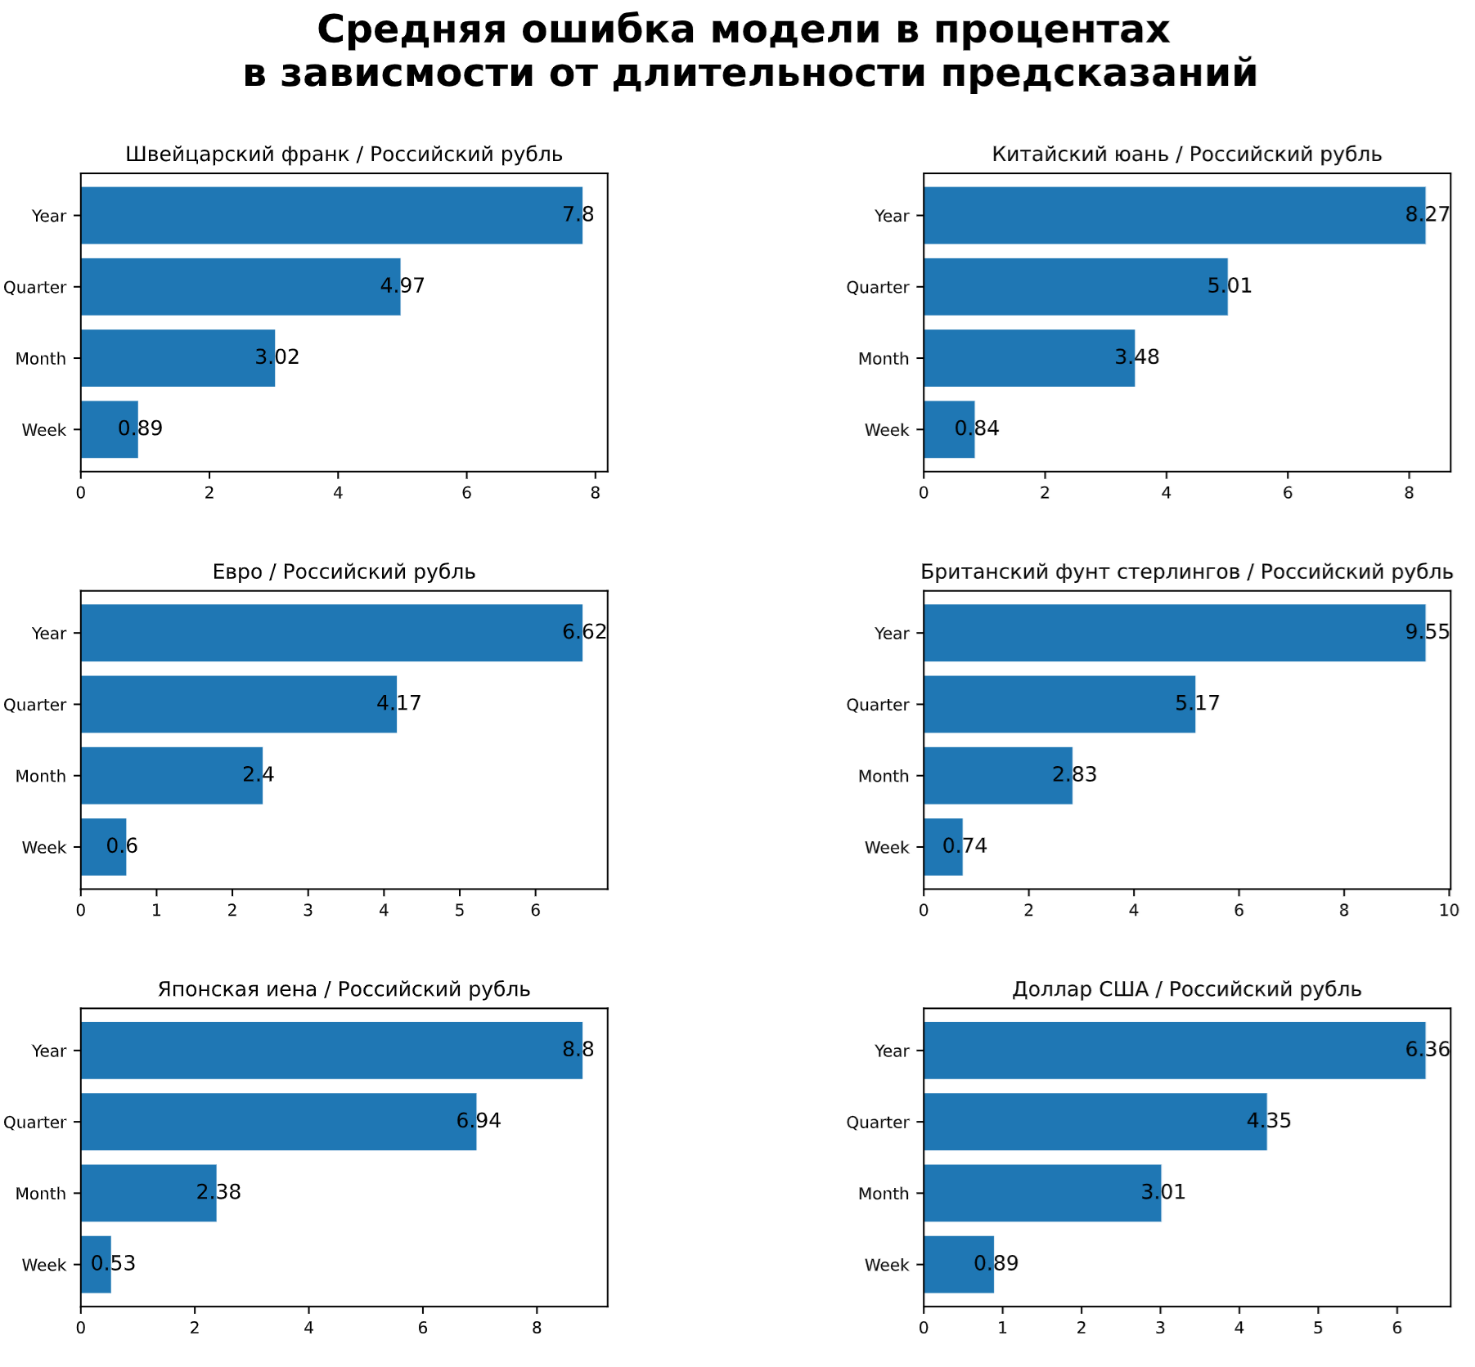 Средняя ошибка модели в процентах
в зависмости от длительности предсказаний
Швейцарский франк / Российский рубль
Year
7.8
Quarter
4.97
Month
3.02
Week
0.89
0 2 4 6 8
Китайский юань / Российский рубль
Year
8.27
Quarter
5.01
Month
3.48
Week
0.84
0 2 4 6 8
Евро / Российский рубль
Year
6.62
Quarter
4.17
Month
2.4
Week
0.6
0 1 2 3 4 5 6
Британский фунт стерлингов / Российский рубль
Year
9.55
Quarter
5.17
Month
2.83
Week
0.74
0 2 4 6 8 10
Японская иена / Российский рубль
Year
8.8
Quarter
6.94
Month
2.38
Week
0.53
0 2 4 6 8
Доллар США / Российский рубль
Year
6.36
Quarter
4.35
Month
3.01
Week
0.89
0 1 2 3 4 5 6